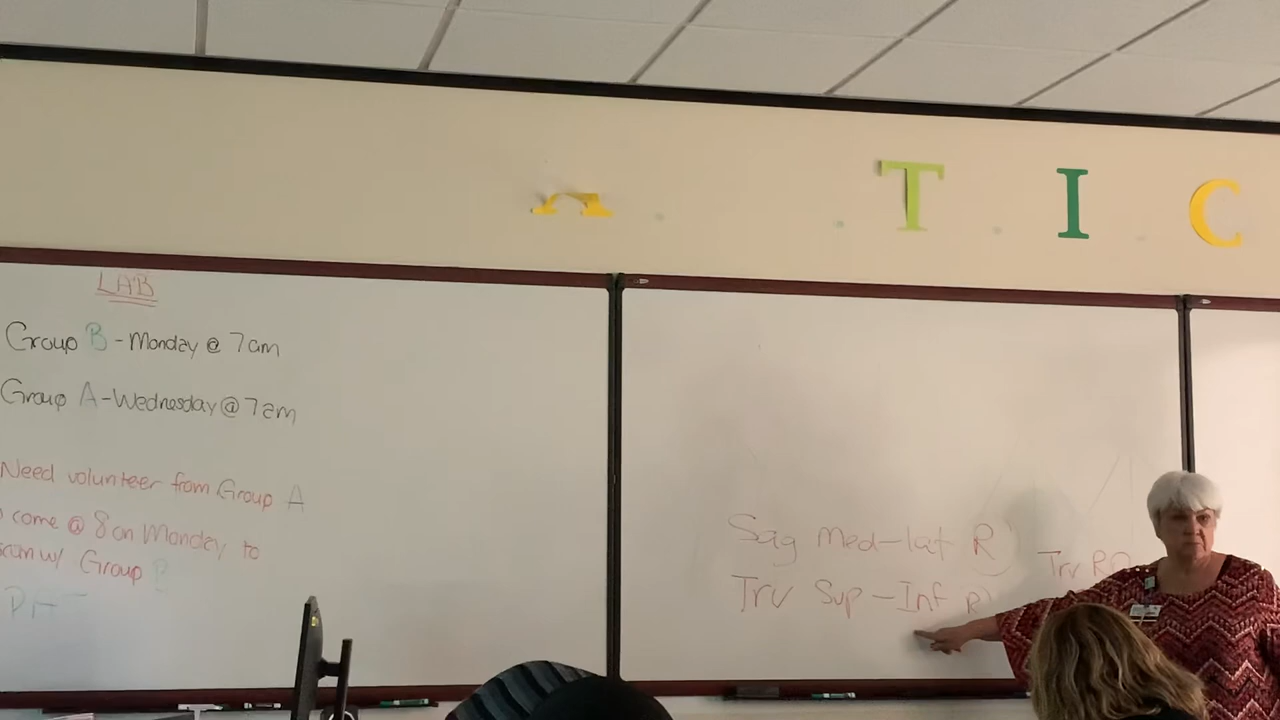 T I C
LAB
Group B - Monday @ 7am
Group A - Wednesday @ 7am
Need volunteer from Group A
come @ 8 on Monday to
w/ Group
Sag Med-lat R)
Trv Sup-Inf R)
Trv